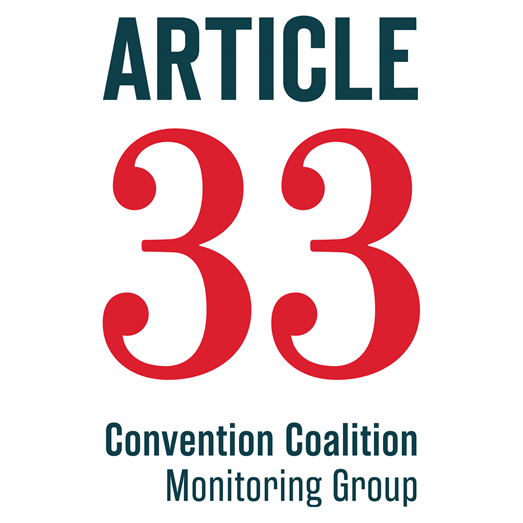 ARTICLE
33
Convention Coalition
Monitoring Group